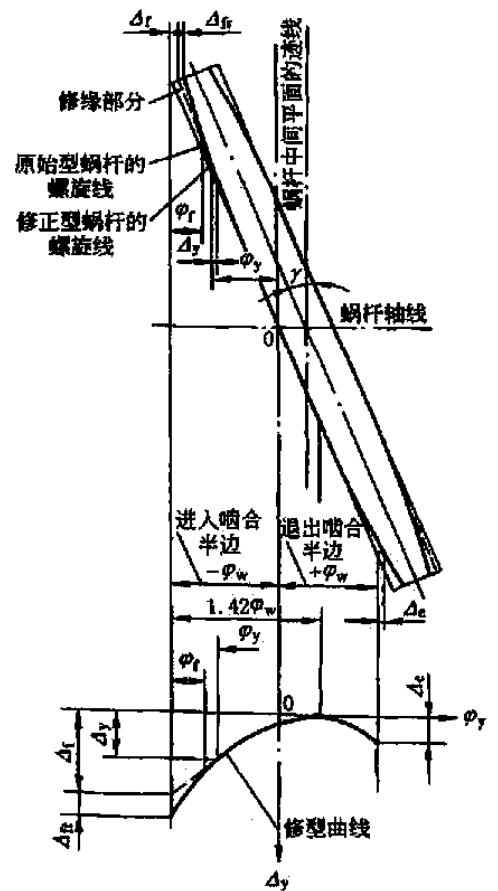 Δf
Δfr
修缘部分
蜗杆中间平面的迹线
原始型蜗杆的
螺旋线
修正型蜗杆的
螺旋线
φf
Δy
φy
γ
蜗杆轴线
0
进入啮合
半边
-φw
退出啮合
半边
+φw
1.42φw
Δe
φy
φf
0
Δe
φy
Δy
Δf
Δfr
修型曲线
Δy